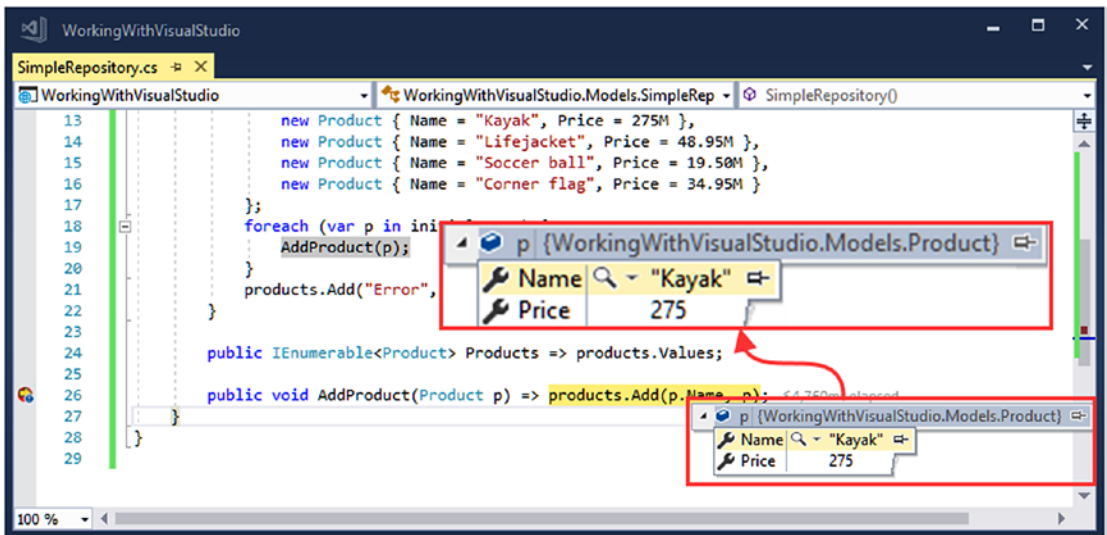 WorkingWithVisualStudio
SimpleRepository.cs
WorkingWithVisualStudio WorkingWithVisualStudio.Models.SimpleRep SimpleRepository()
13 new Product { Name = "Kayak", Price = 275M },
14 new Product { Name = "Lifejacket", Price = 48.95M },
15 new Product { Name = "Soccer ball", Price = 19.50M },
16 new Product { Name = "Corner flag", Price = 34.95M }
17 };
18 foreach (var p in ini
19 AddProduct(p);
20 }
21 products.Add("Error",
22 }
23
24 public IEnumerable<Product> Products => products.Values;
25
26 public void AddProduct(Product p) => products.Add(p.Name, p); elapsed
27 }
28 }
29
p {WorkingWithVisualStudio.Models.Product}
Name "Kayak"
Price 275
p {WorkingWithVisualStudio.Models.Product}
Name "Kayak"
Price 275
100 %